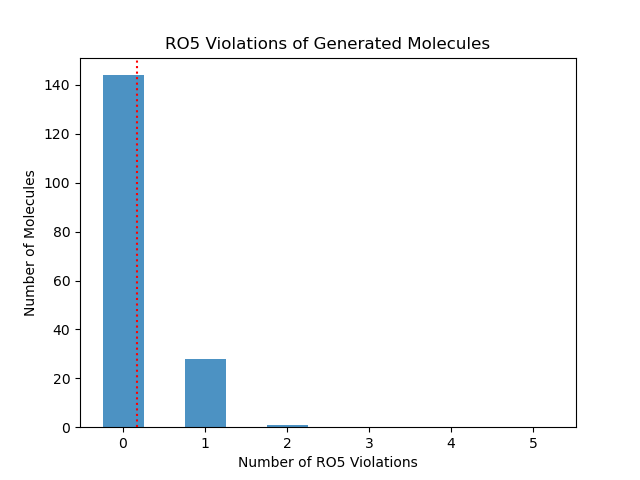 RO5 Violations of Generated Molecules
Number of Molecules
140
120
100
80
60
40
20
0
0 1 2 3 4 5
Number of RO5 Violations